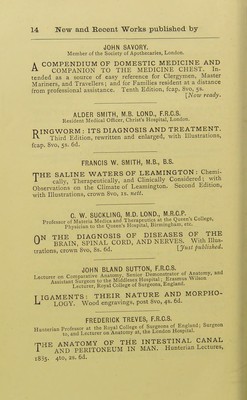 14 New and Recent Works published by
JOHN SAVORY.
Member of the Society of Apothecaries, London.
A COMPENDIUM OF DOMESTIC MEDICINE AND
COMPANION TO THE MEDICINE CHEST. In-
tended as a source of easy reference for Clergymen, Master
Mariners, and Travellers; and for Families resident at a distance
from professional assistance. Tenth Edition, fcap. 8vo, 5s.
[Now ready.
ALDER SMITH, M.B. LOND., F.R.C.S.
Resident Medical Officer, Christ's Hospital, London.
RINGWORM : ITS DIAGNOSIS AND TREATMENT.
Third Edition, rewritten and enlarged, with Illustrations,
fcap. 8vo, 5s. 6d.
FRANCIS W. SMITH, M.B., B.S.
THE SALINE WATERS OF LEAMINGTON : Chemi-
cally, Therapeutically, and Clinically Considered; with
Observations on the Climate of Leamington. Second Edition,
with Illustrations, crown 8vo, 1s. nett.
C. W. SUCKLING, M.D. LOND., M.R.C.P.
Professor of Materia Medica and Therapeutics at the Queen's College,
Physician to the Queen's Hospital, Birmingham, etc.
ON THE DIAGNOSIS OF DISEASES OF THE
BRAIN, SPINAL CORD, AND NERVES. With Illus-
trations, crown 8vo, 8s. 6d. [Just published.
JOHN BLAND SUTTON, F.R.C.S.
Lecturer on Comparative Anatomy, Senior Demonstrator of Anatomy, and
Assistant Surgeon to the Middlesex Hospital; Erasmus Wilson
Lecturer, Royal College of Surgeons, England.
LIGAMENTS: THEIR NATURE AND MORPHO-
LOGY. Wood engravings, post 8vo, 4s. 6d.
FREDERICK TREVES, F.R.C.S.
Hunterian Professor at the Royal College of Surgeons of England; Surgeon
to, and Lecturer on Anatomy at, the London Hospital.
THE ANATOMY OF THE INTESTINAL CANAL
AND PERITONEUM IN MAN. Hunterian Lectures,
1885. 4to, 2s. 6d.